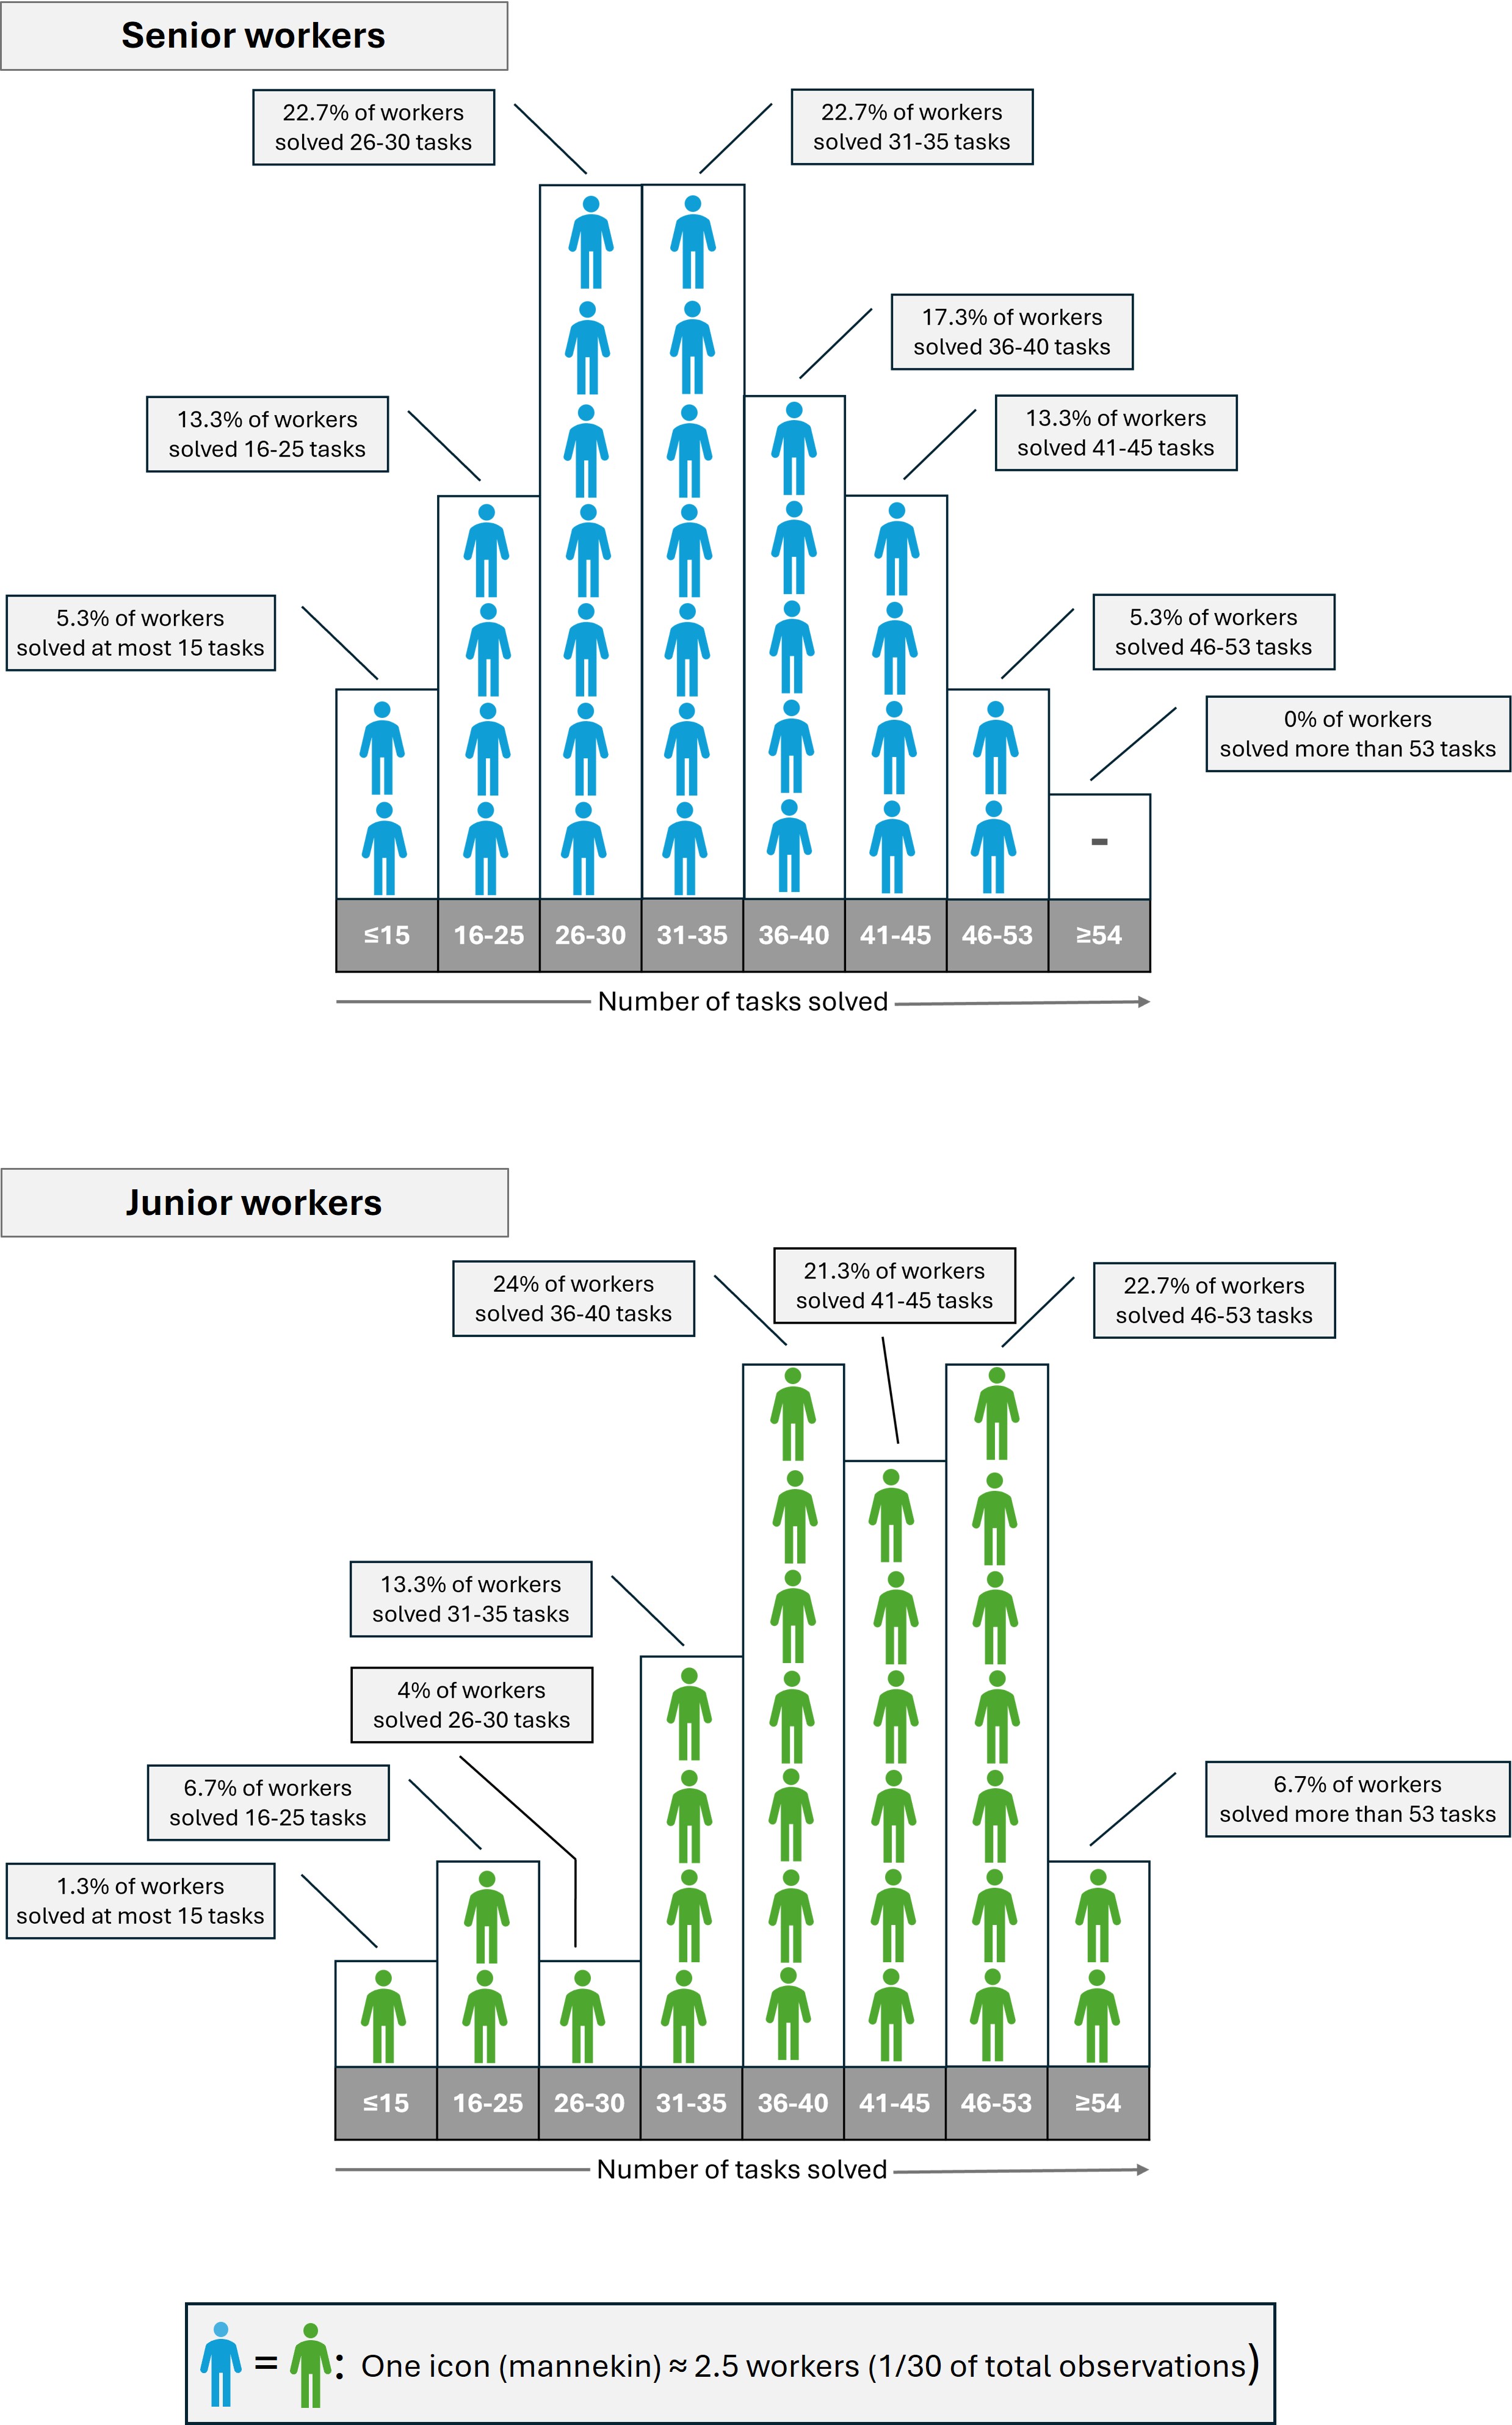 Senior workers
22.7% of workers
solved 26-30 tasks
22.7% of workers
solved 31-35 tasks
17.3% of workers
solved 36-40 tasks
13.3% of workers
solved 16-25 tasks
13.3% of workers
solved 41-45 tasks
5.3% of workers
solved at most 15 tasks
5.3% of workers
solved 46-53 tasks
0% of workers
solved more than 53 tasks
-
≤15 16-25 26-30 31-35 36-40 41-45 46-53 ≥54
Number of tasks solved
Junior workers
24% of workers
solved 36-40 tasks
21.3% of workers
solved 41-45 tasks
22.7% of workers
solved 46-53 tasks
13.3% of workers
solved 31-35 tasks
4% of workers
solved 26-30 tasks
6.7% of workers
solved 16-25 tasks
6.7% of workers
solved more than 53 tasks
1.3% of workers
solved at most 15 tasks
≤15 16-25 26-30 31-35 36-40 41-45 46-53 ≥54
Number of tasks solved
= : One icon (mannekin) ≈ 2.5 workers (1/30 of total observations)